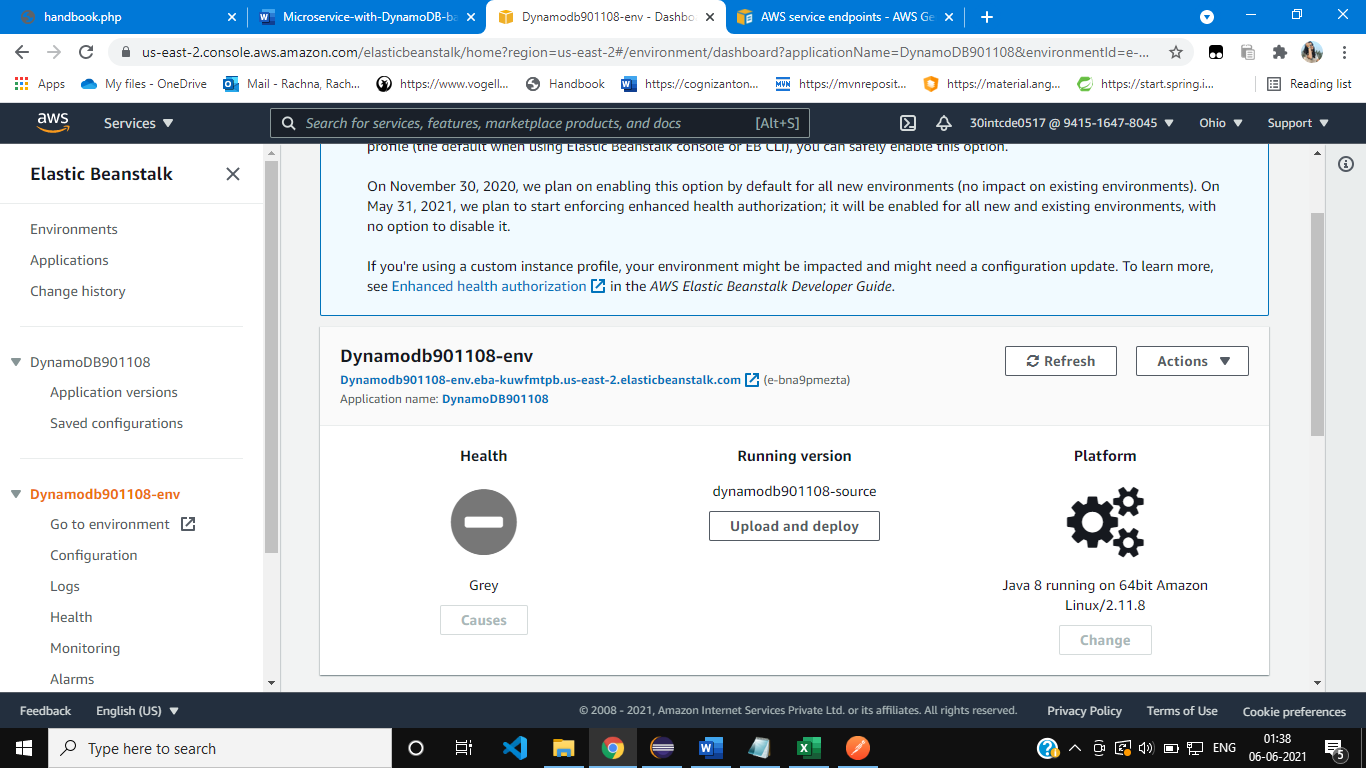 handbook.php
Microservice-with-DynamoDB-ba
Dynamodb901108-env - Dashbo
AWS service endpoints - AWS Ge
us-east-2.console.aws.amazon.com/elasticbeanstalk/home?region=us-east-2#/environment/dashboard?applicationName=DynamoDB901108&environmentId=e-...
Apps
My files - OneDrive
Mail - Rachna, Rach...
https://www.vogell...
Handbook
https://cognizanton...
MVN
https://mvnreposit...
https://material.ang...
https://start.spring.i...
Reading list
aws
Services
Search for services, features, marketplace products, and docs
[Alt+S]
30intcde0517 @ 9415-1647-8045
Ohio
Support
Elastic Beanstalk
Environments
Applications
Change history
DynamoDB901108
Application versions
Saved configurations
Dynamodb901108-env
Go to environment
Configuration
Logs
Health
Monitoring
Alarms
profile (the default when using Elastic Beanstalk console or EB CLI), you can safely enable this option.
On November 30, 2020, we plan on enabling this option by default for all new environments (no impact on existing environments). On
May 31, 2021, we plan to start enforcing enhanced health authorization; it will be enabled for all new and existing environments, with
no option to disable it.
If you're using a custom instance profile, your environment might be impacted and might need a configuration update. To learn more,
see Enhanced health authorization in the AWS Elastic Beanstalk Developer Guide.
Dynamodb901108-env
Dynamodb901108-env.eba-kuwfmtpb.us-east-2.elasticbeanstalk.com (e-bna9pmezta)
Application name: DynamoDB901108
Refresh
Actions
Health
Grey
Causes
Running version
dynamodb901108-source
Upload and deploy
Platform
Java 8 running on 64bit Amazon
Linux/2.11.8
Change
Feedback
English (US)
© 2008 - 2021, Amazon Internet Services Private Ltd. or its affiliates. All rights reserved.
Privacy Policy
Terms of Use
Cookie preferences
Type here to search
ENG
01:38
06-06-2021
5